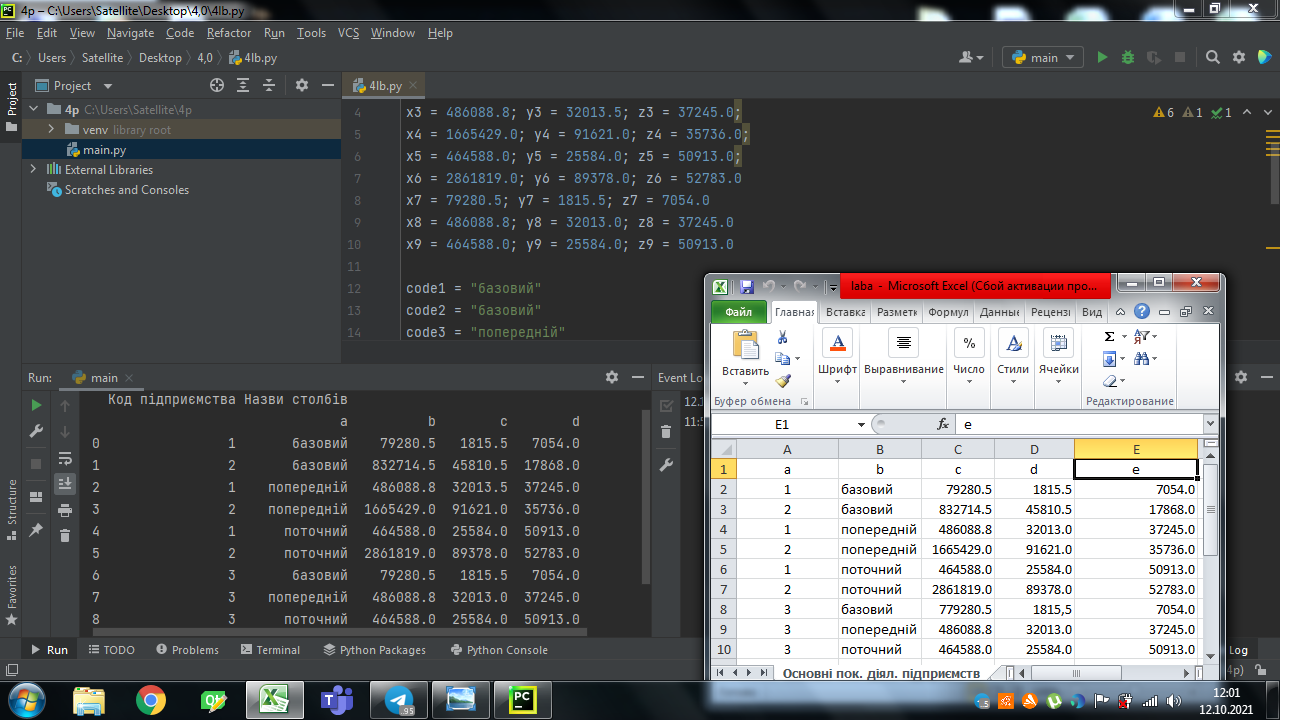 4p – C:\Users\Satellite\Desktop\4,0\4lb.py
File Edit View Navigate Code Refactor Run Tools VCS Window Help
C: Users Satellite Desktop 4,0 4lb.py main
Project
Project
4lb.py
4p C:\Users\Satellite\4p
venv library root
main.py
External Libraries
Scratches and Consoles
4 x3 = 486088.8; y3 = 32013.5; z3 = 37245.0;
5 x4 = 1665429.0; y4 = 91621.0; z4 = 35736.0;
6 x5 = 464588.0; y5 = 25584.0; z5 = 50913.0;
7 x6 = 2861819.0; y6 = 89378.0; z6 = 52783.0
8 x7 = 79280.5; y7 = 1815.5; z7 = 7054.0
9 x8 = 486088.8; y8 = 32013.0; z8 = 37245.0
10 x9 = 464588.0; y9 = 25584.0; z9 = 50913.0
11
12 code1 = "базовий"
13 code2 = "базовий"
14 code3 = "попередній"
6 1 1
Run: main
Код підприємства Назви стовбів
a b c d
0 1 базовий 79280.5 1815.5 7054.0
1 2 базовий 832714.5 45810.5 17868.0
2 1 попередній 486088.8 32013.5 37245.0
3 2 попередній 1665429.0 91621.0 35736.0
4 1 поточний 464588.0 25584.0 50913.0
5 2 поточний 2861819.0 89378.0 52783.0
6 3 базовий 79280.5 1815.5 7054.0
7 3 попередній 486088.8 32013.0 37245.0
8 3 поточний 464588.0 25584.0 50913.0
Structure
Favorites
Event Lo
12.1
11:5
laba - Microsoft Excel (Сбой активации про...
Файл Главная Вставка Разметк Формул Данные Реценз Вид
Вставить
Буфер обмена
Шрифт
Выравнивание
Число
%
Стили
Ячейки
Редактирование
E1 fx e
A B C D E
1 a b c d e
2 1 базовий 79280.5 1815.5 7054.0
3 2 базовий 832714.5 45810.5 17868.0
4 1 попередній 486088.8 32013.0 37245.0
5 2 попередній 1665429.0 91621.0 35736.0
6 1 поточний 464588.0 25584.0 50913.0
7 2 поточний 2861819.0 89378.0 52783.0
8 3 базовий 779280.5 1815,5 7054.0
9 3 попередній 486088.8 32013.0 37245.0
10 3 поточний 464588.0 25584.0 50913.0
Основні пок. діял. підприємств
Run TODO Problems Terminal Python Packages Python Console
Log
4p)
12:01
12.10.2021